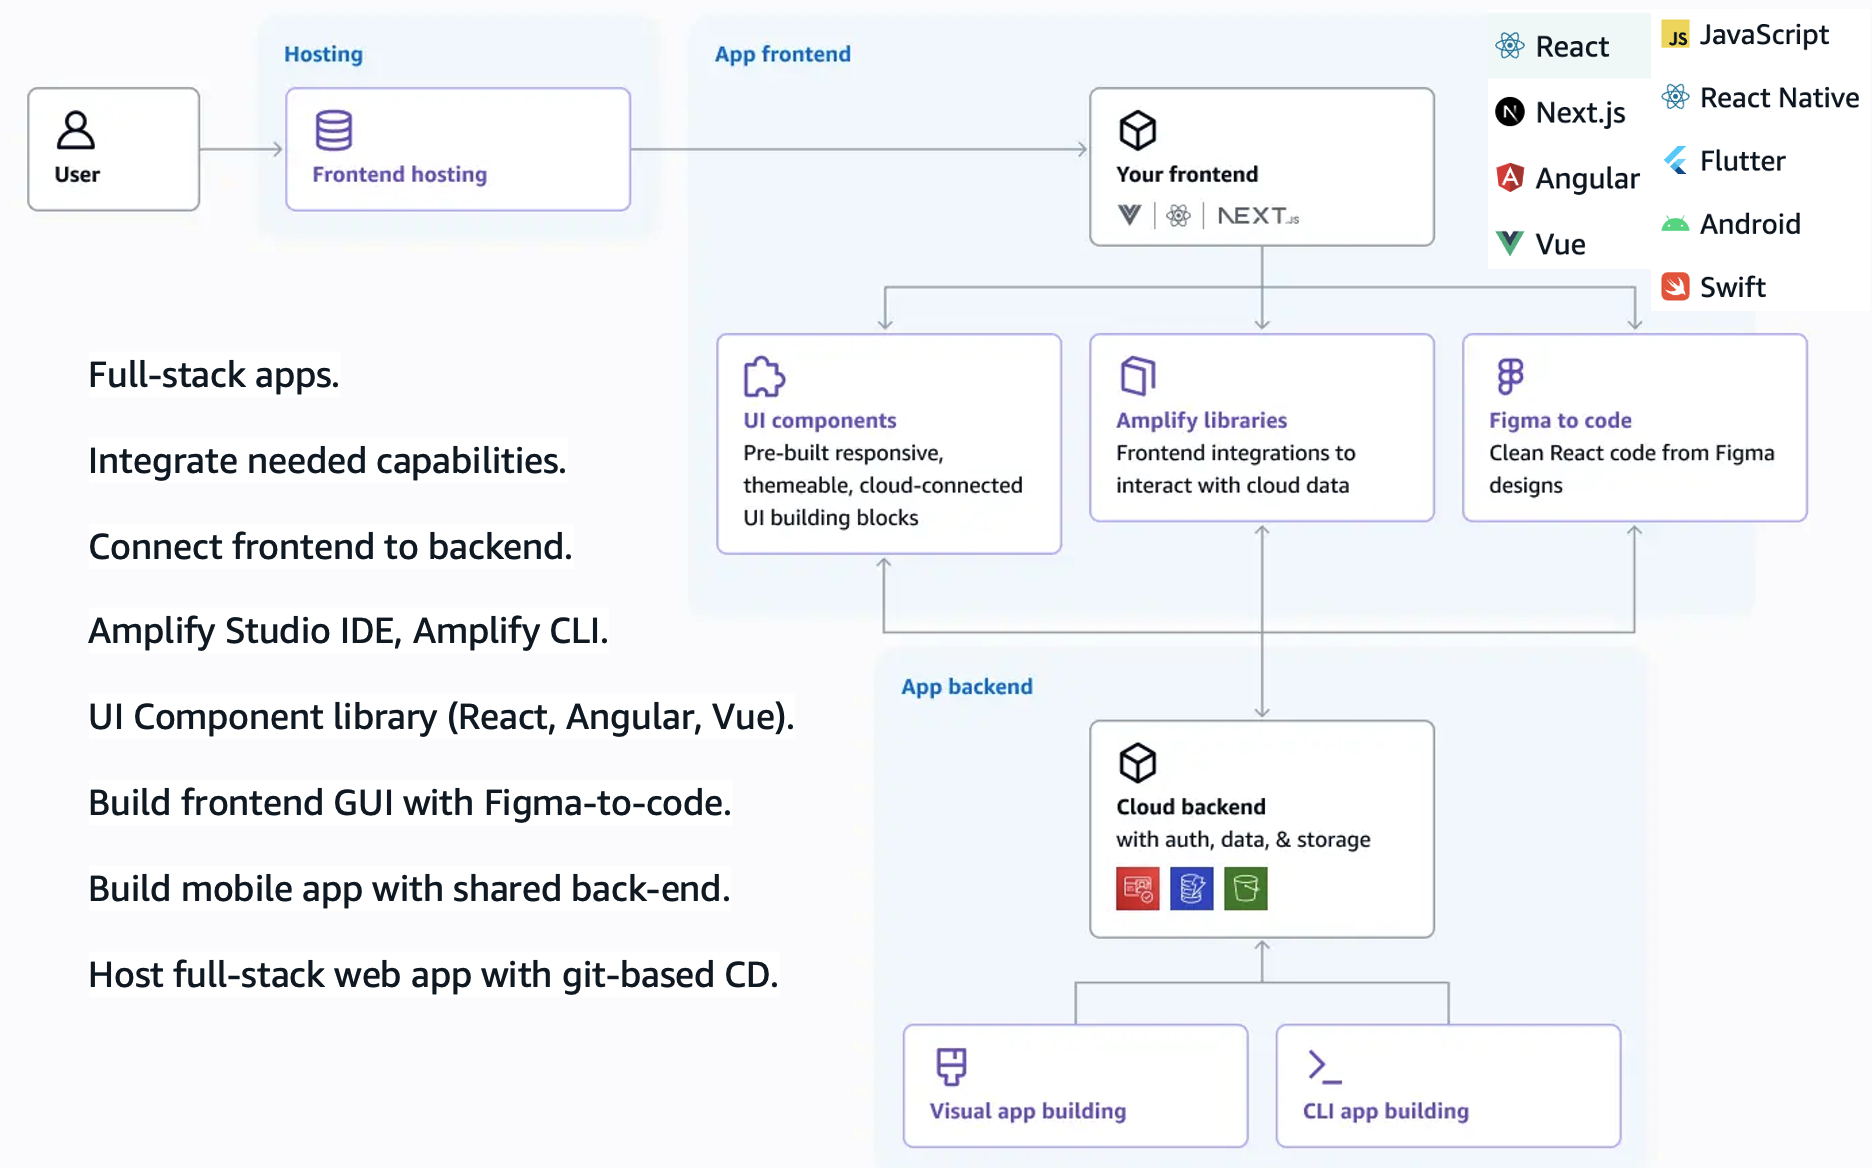 Hosting
App frontend
User
Frontend hosting
Your frontend
NEXT.JS
React
Next.js
Angular
Vue
JS JavaScript
React Native
Flutter
Android
Swift
Full-stack apps.
Integrate needed capabilities.
Connect frontend to backend.
Amplify Studio IDE, Amplify CLI.
UI Component library (React, Angular, Vue).
Build frontend GUI with Figma-to-code.
Build mobile app with shared back-end.
Host full-stack web app with git-based CD.
UI components
Pre-built responsive,
themeable, cloud-connected
UI building blocks
Amplify libraries
Frontend integrations to
interact with cloud data
Figma to code
Clean React code from Figma
designs
App backend
Cloud backend
with auth, data, & storage
Visual app building
CLI app building